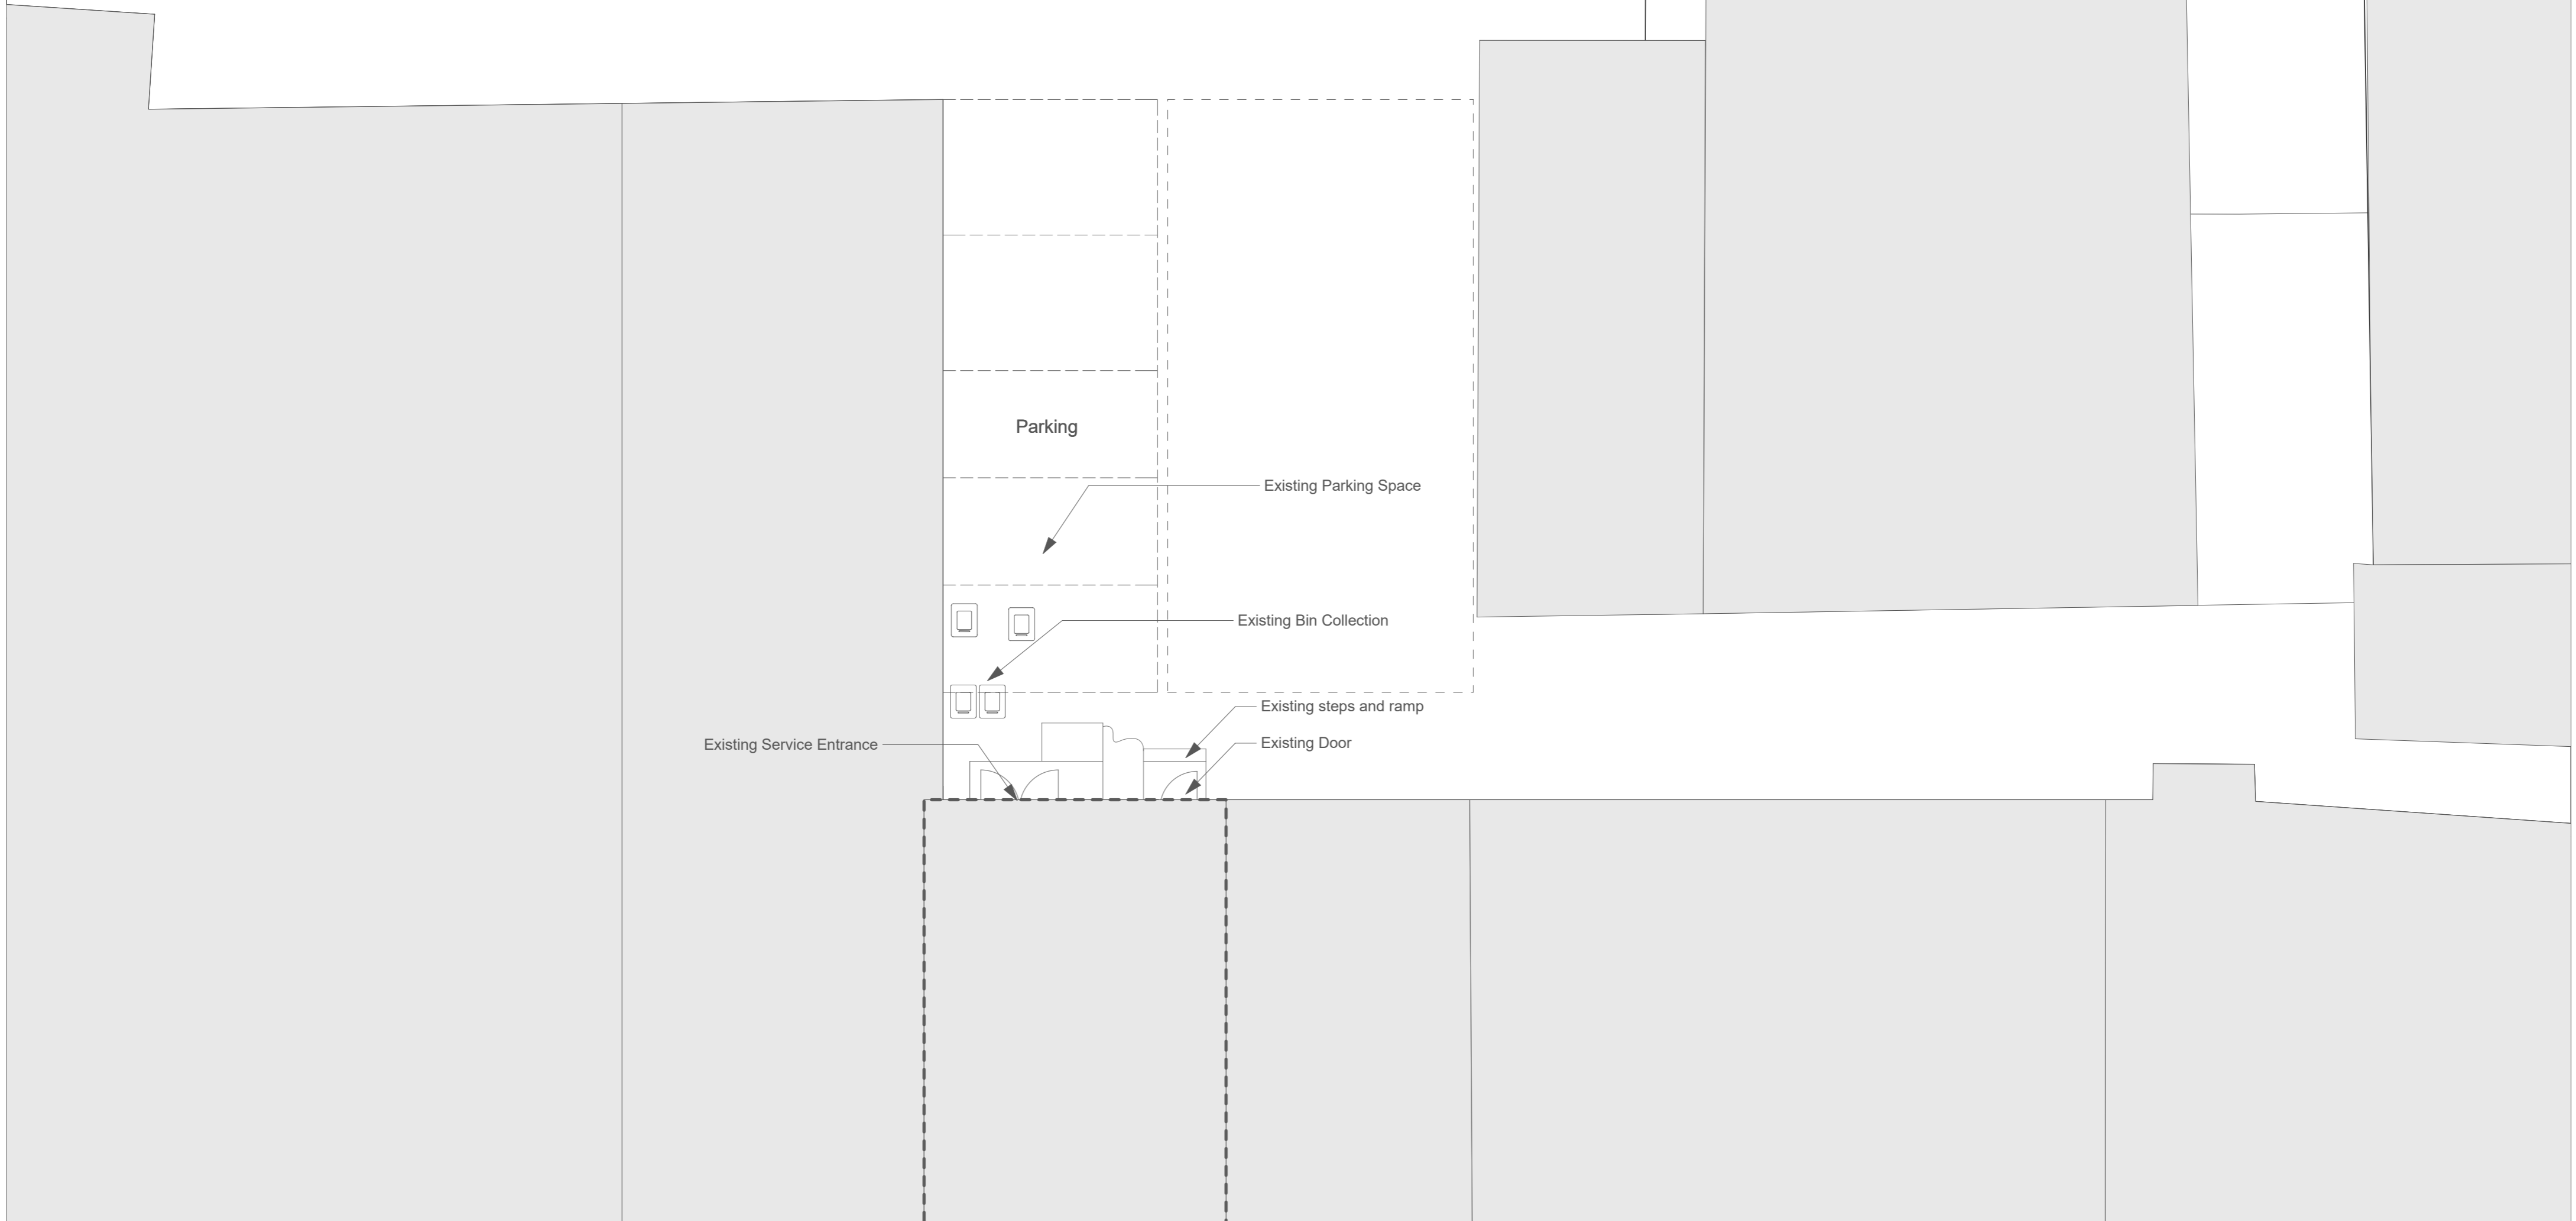 Parking
Existing Parking Space
Existing Bin Collection
Existing steps and ramp
Existing Service Entrance
Existing Door